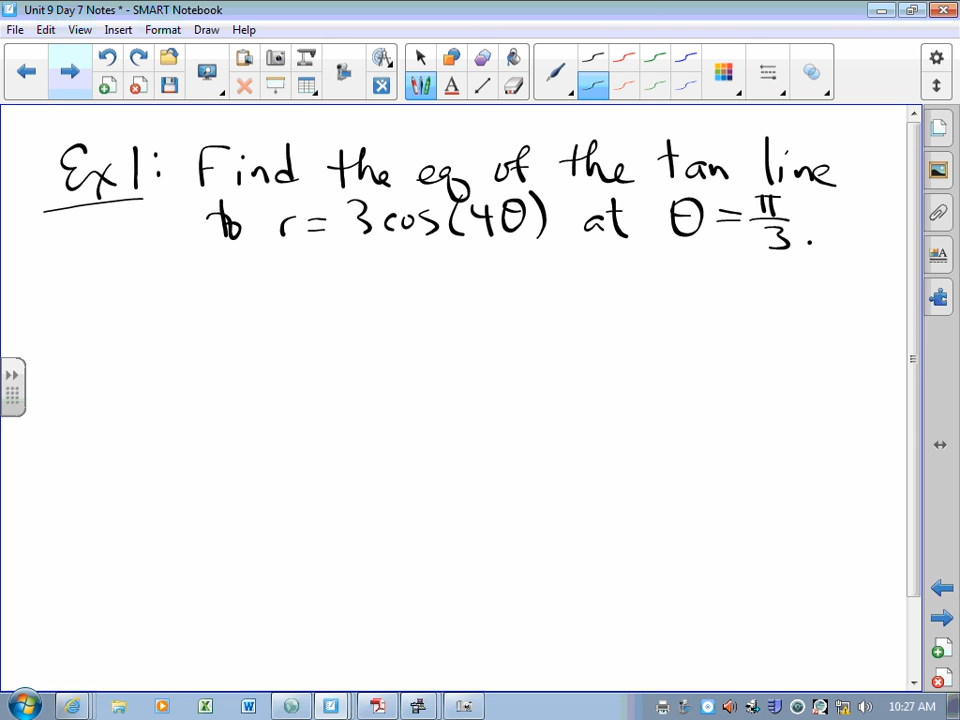 Unit 9 Day 7 Notes * - SMART Notebook
File Edit View Insert Format Draw Help
Ex 1: Find the eq of the tan line
to r = 3cos(4θ) at θ = π/3.
10:27 AM